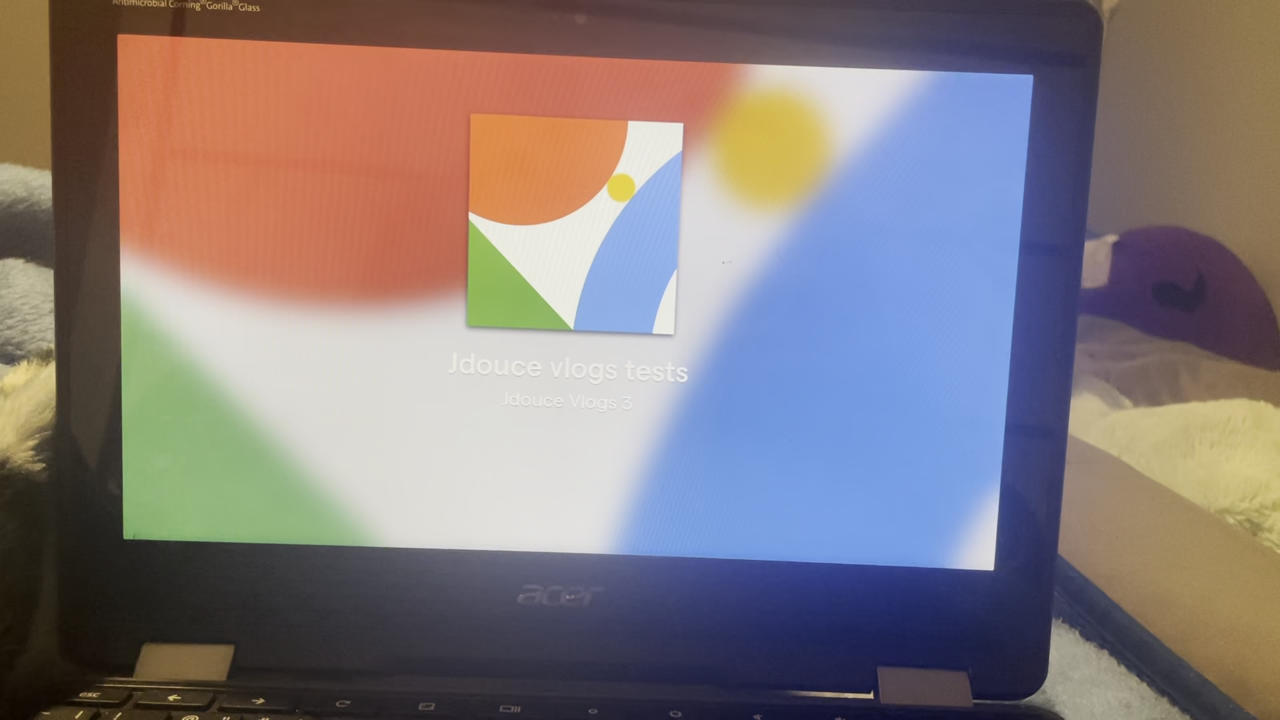 Antimicrobial Corning®Gorilla®Glass
Jdouce vlogs tests
Jdouce Vlogs 3
acer
esc